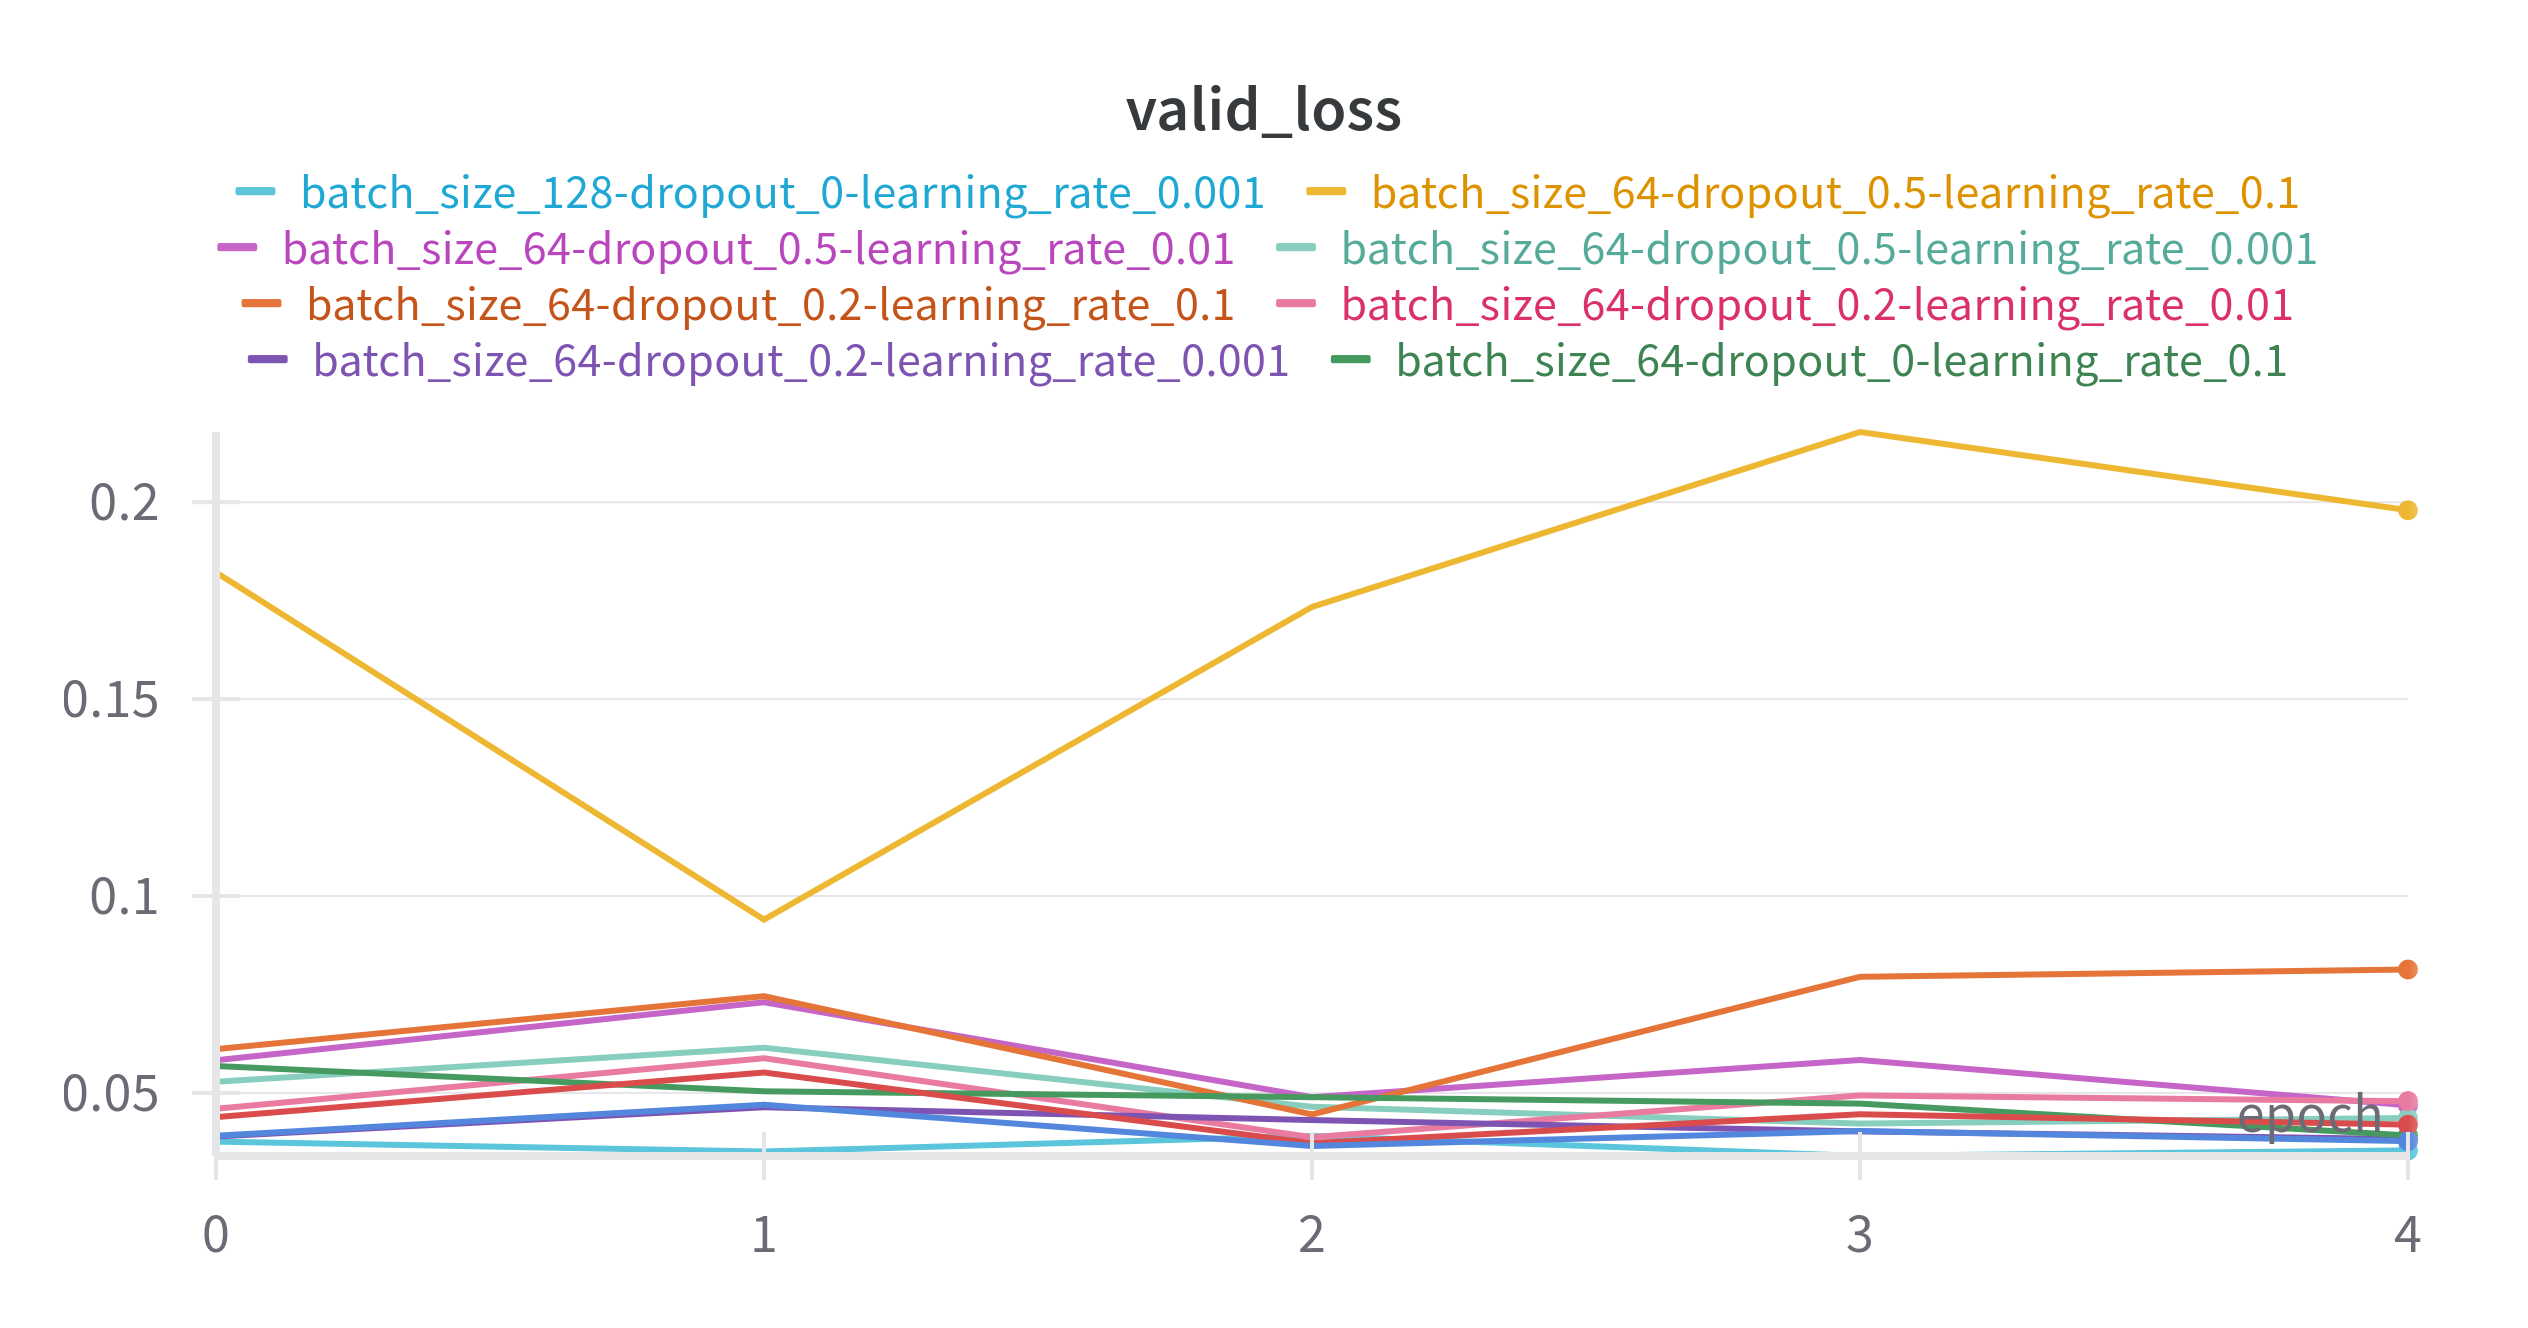 valid_loss
batch_size_128-dropout_0-learning_rate_0.001 batch_size_64-dropout_0.5-learning_rate_0.1
batch_size_64-dropout_0.5-learning_rate_0.01 batch_size_64-dropout_0.5-learning_rate_0.001
batch_size_64-dropout_0.2-learning_rate_0.1 batch_size_64-dropout_0.2-learning_rate_0.01
batch_size_64-dropout_0.2-learning_rate_0.001 batch_size_64-dropout_0-learning_rate_0.1
0.2
0.15
0.1
0.05
epoch
0 1 2 3 4